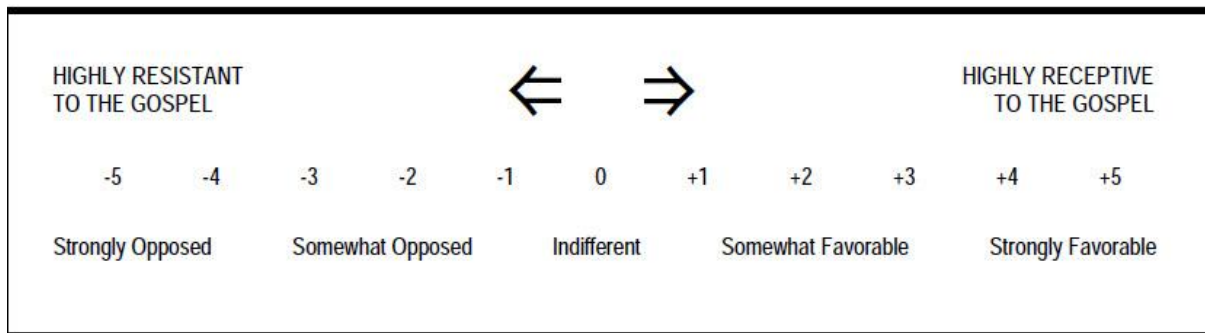 HIGHLY RESISTANT
TO THE GOSPEL
⇐ ⇒
HIGHLY RECEPTIVE
TO THE GOSPEL
-5 -4 -3 -2 -1 0 +1 +2 +3 +4 +5
Strongly Opposed Somewhat Opposed Indifferent Somewhat Favorable Strongly Favorable